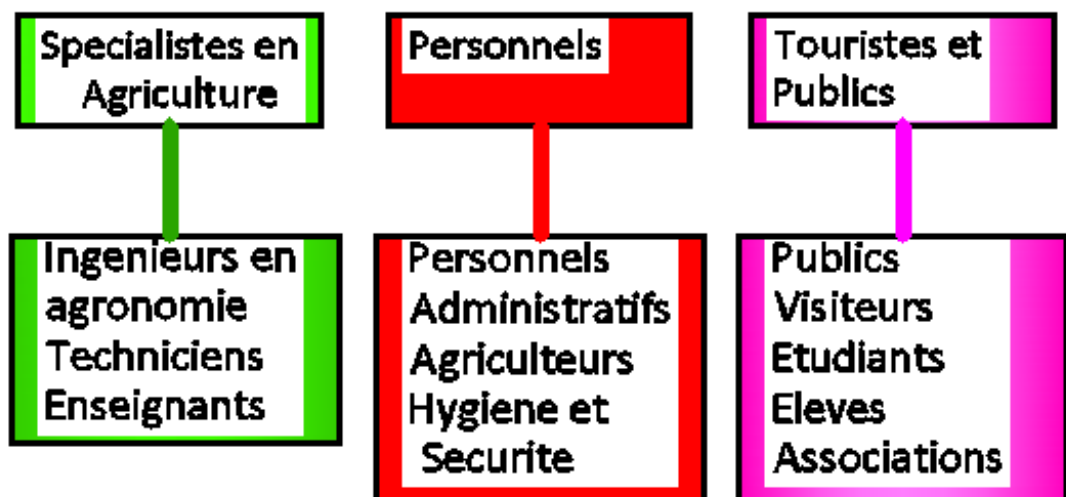 Specialistes en
Agriculture
Personnels
Touristes et
Publics
Ingenieurs en
agronomie
Techniciens
Enseignants
Personnels
Administratifs
Agriculteurs
Hygiene et
Securite
Publics
Visiteurs
Etudiants
Eleves
Associations